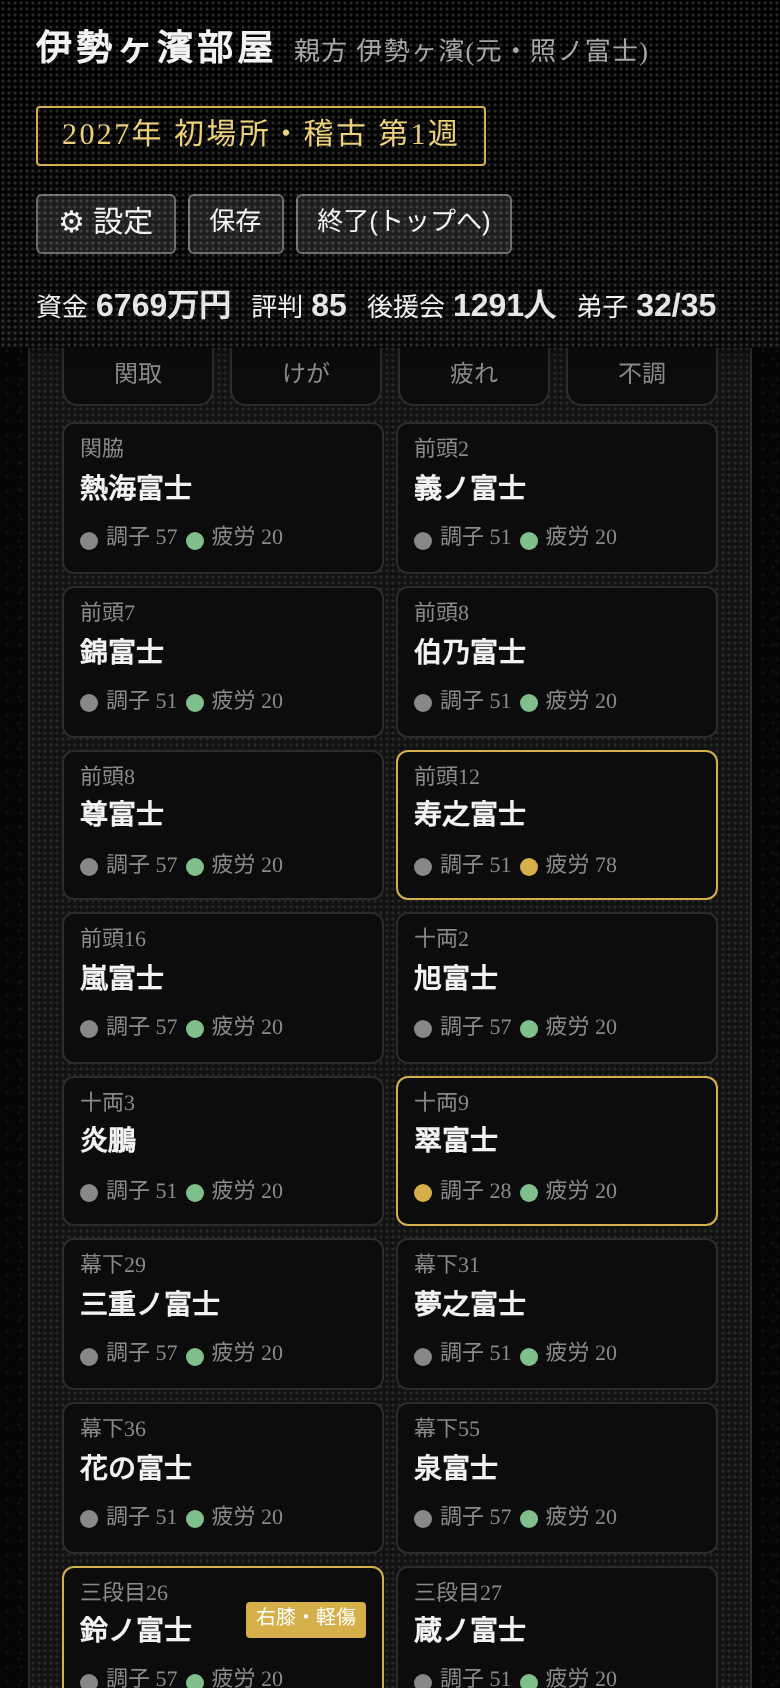 伊勢ヶ濱部屋 親方 伊勢ヶ濱(元・照ノ富士)
2027年 初場所・稽古 第1週
⚙ 設定 保存 終了(トップへ)
資金 6769万円 評判 85 後援会 1291人 弟子 32/35
関取 けが 疲れ 不調
関脇 前頭2
熱海富士 義ノ富士
調子 57 疲労 20 調子 51 疲労 20
前頭7 前頭8
錦富士 伯乃富士
調子 51 疲労 20 調子 51 疲労 20
前頭8 前頭12
尊富士 寿之富士
調子 57 疲労 20 調子 51 疲労 78
前頭16 十両2
嵐富士 旭富士
調子 57 疲労 20 調子 57 疲労 20
十両3 十両9
炎鵬 翠富士
調子 51 疲労 20 調子 28 疲労 20
幕下29 幕下31
三重ノ富士 夢之富士
調子 57 疲労 20 調子 51 疲労 20
幕下36 幕下55
花の富士 泉富士
調子 51 疲労 20 調子 57 疲労 20
三段目26 三段目27
鈴ノ富士 右膝・軽傷 蔵ノ富士
調子 57 疲労 20 調子 51 疲労 20